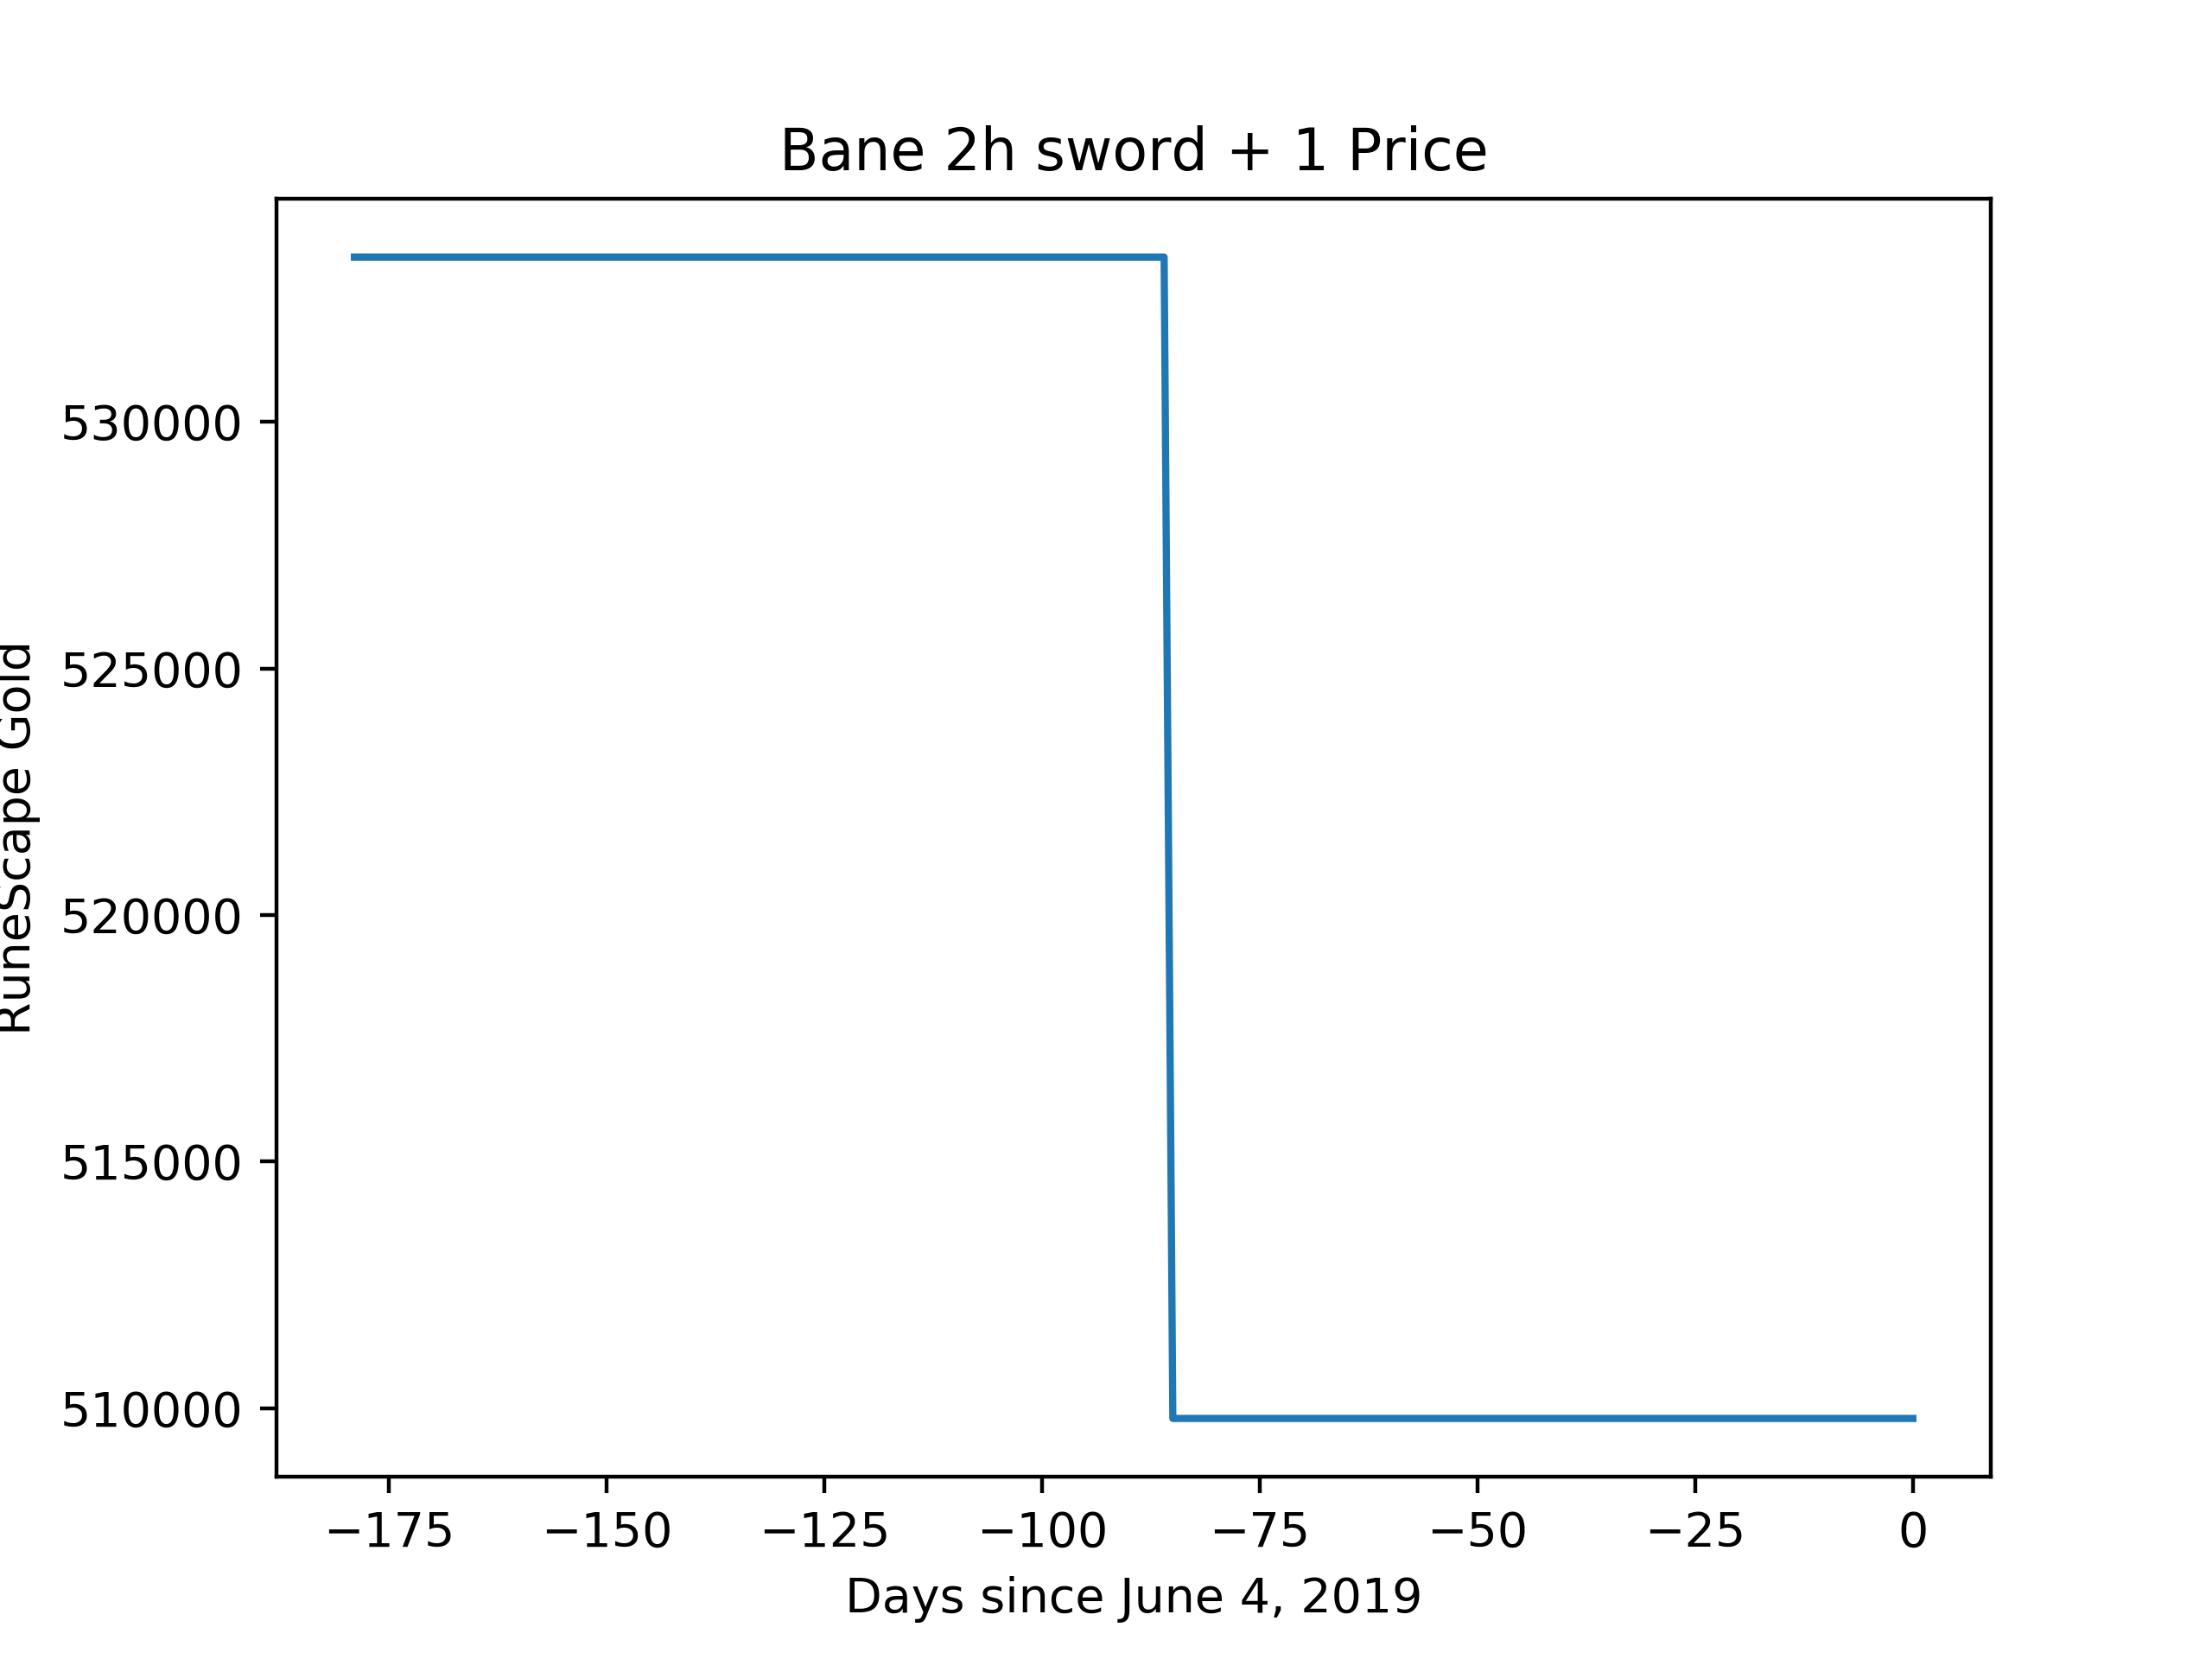 Bane 2h sword + 1 Price
RuneScape Gold
530000
525000
520000
515000
510000
−175 −150 −125 −100 −75 −50 −25 0
Days since June 4, 2019